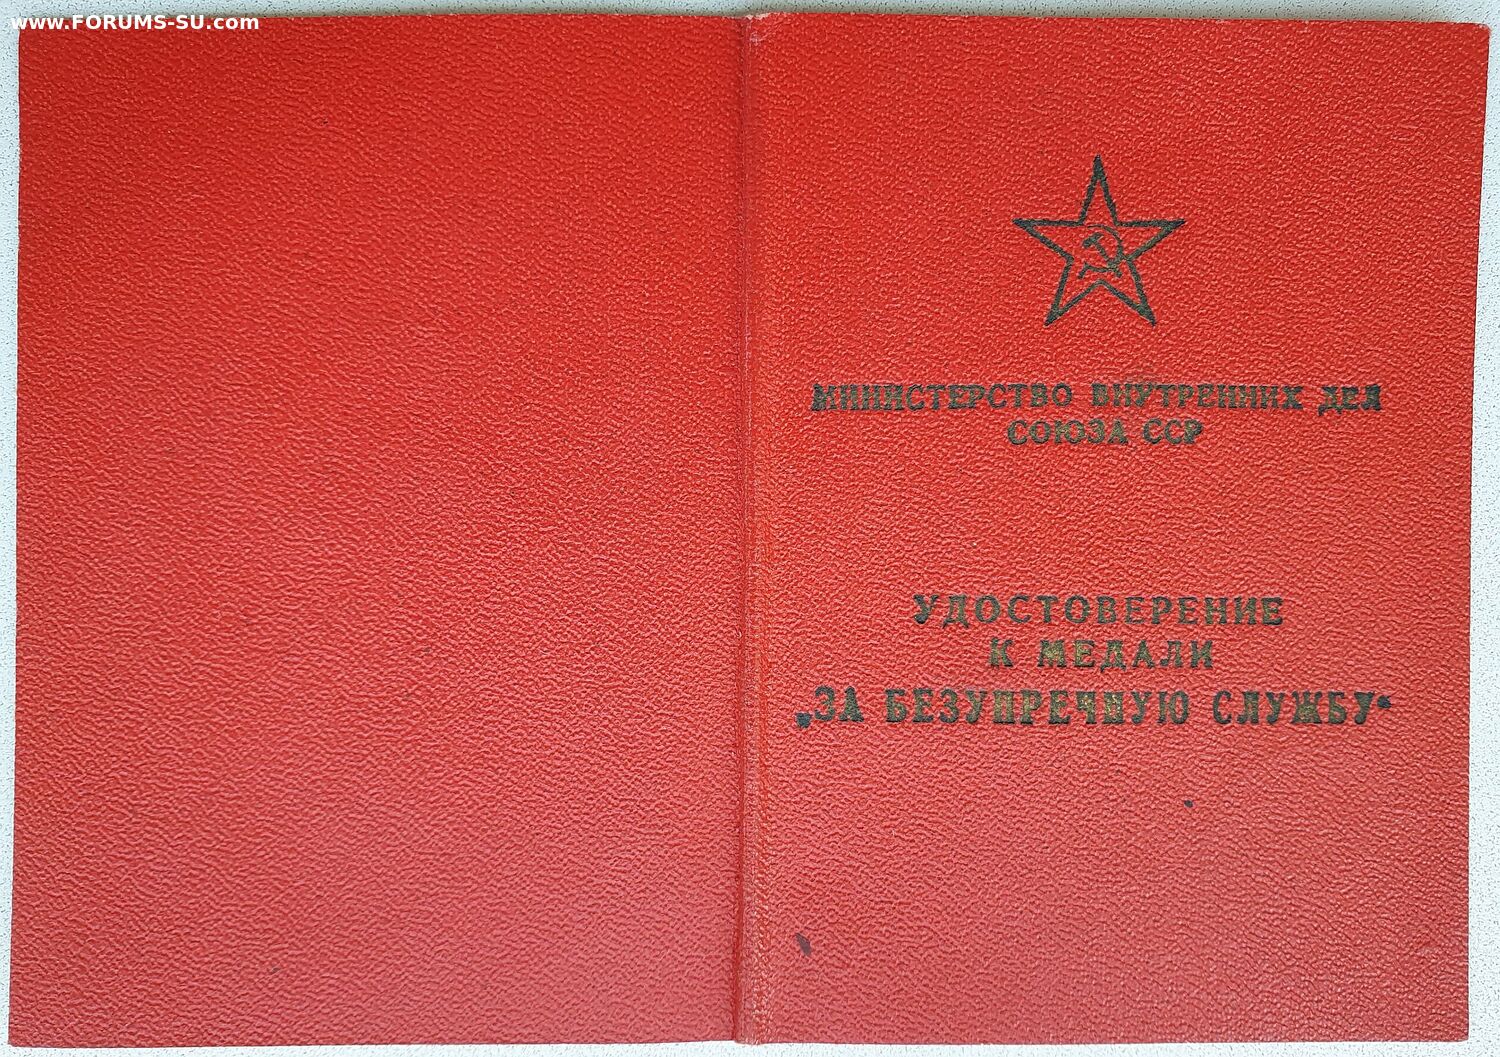 www.FORUMS-SU.com
МИНИСТЕРСТВО ВНУТРЕННИХ ДЕЛ
СОЮЗА ССР
УДОСТОВЕРЕНИЕ
К МЕДАЛИ
„ЗА БЕЗУПРЕЧНУЮ СЛУЖБУ“